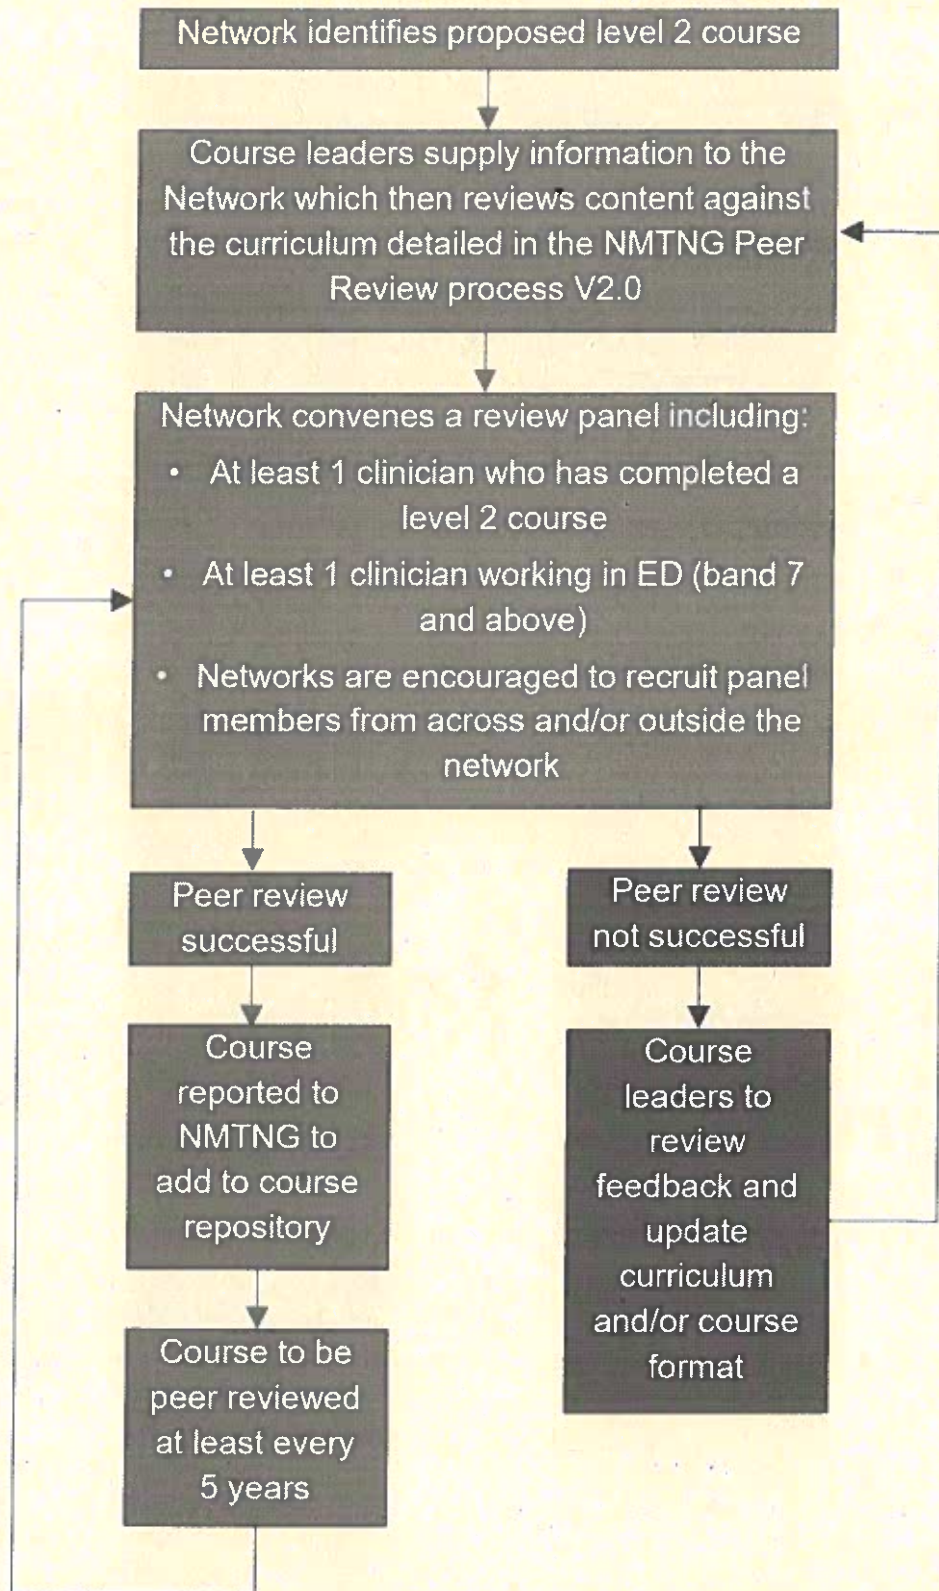 Network identifies proposed level 2 course
Course leaders supply information to the
Network which then reviews content against
the curriculum detailed in the NMTNG Peer
Review process V2.0
Network convenes a review panel including:
• At least 1 clinician who has completed a
level 2 course
• At least 1 clinician working in ED (band 7
and above)
• Networks are encouraged to recruit panel
members from across and/or outside the
network
Peer review
successful
Course
reported to
NMTNG to
add to course
repository
Course to be
peer reviewed
at least every
5 years
Peer review
not successful
Course
leaders to
review
feedback and
update
curriculum
and/or course
format